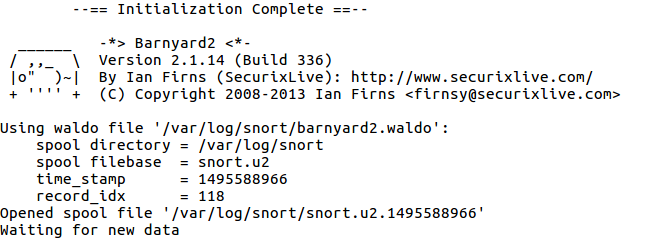 --== Initialization Complete ==--
  ______   -*> Barnyard2 <*-
 / ,,_  \  Version 2.1.14 (Build 336)
 |o"  )~|  By Ian Firns (SecurixLive): http://www.securixlive.com/
 + '''' +  (C) Copyright 2008-2013 Ian Firns <firnsy@securixlive.com>
Using waldo file '/var/log/snort/barnyard2.waldo':
    spool directory = /var/log/snort
    spool filebase  = snort.u2
    time_stamp      = 1495588966
    record_idx      = 118
Opened spool file '/var/log/snort/snort.u2.1495588966'
Waiting for new data